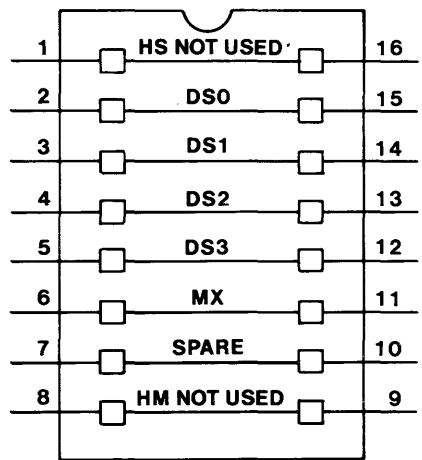 1 HS NOT USED 16
2 DS0 15
3 DS1 14
4 DS2 13
5 DS3 12
6 MX 11
7 SPARE 10
8 HM NOT USED 9